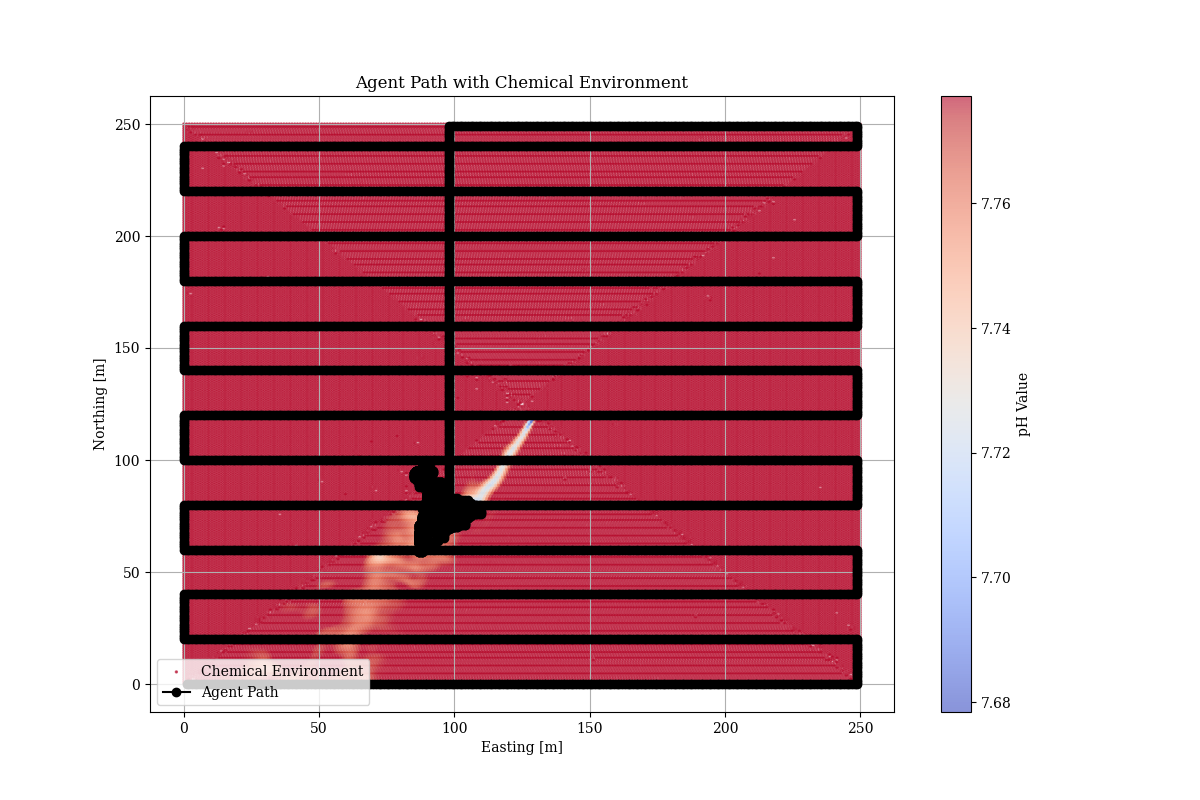 Agent Path with Chemical Environment
250
200
150
100
50
0
Northing [m]
Chemical Environment
Agent Path
0 50 100 150 200 250
Easting [m]
7.76
7.74
7.72
7.70
7.68
pH Value